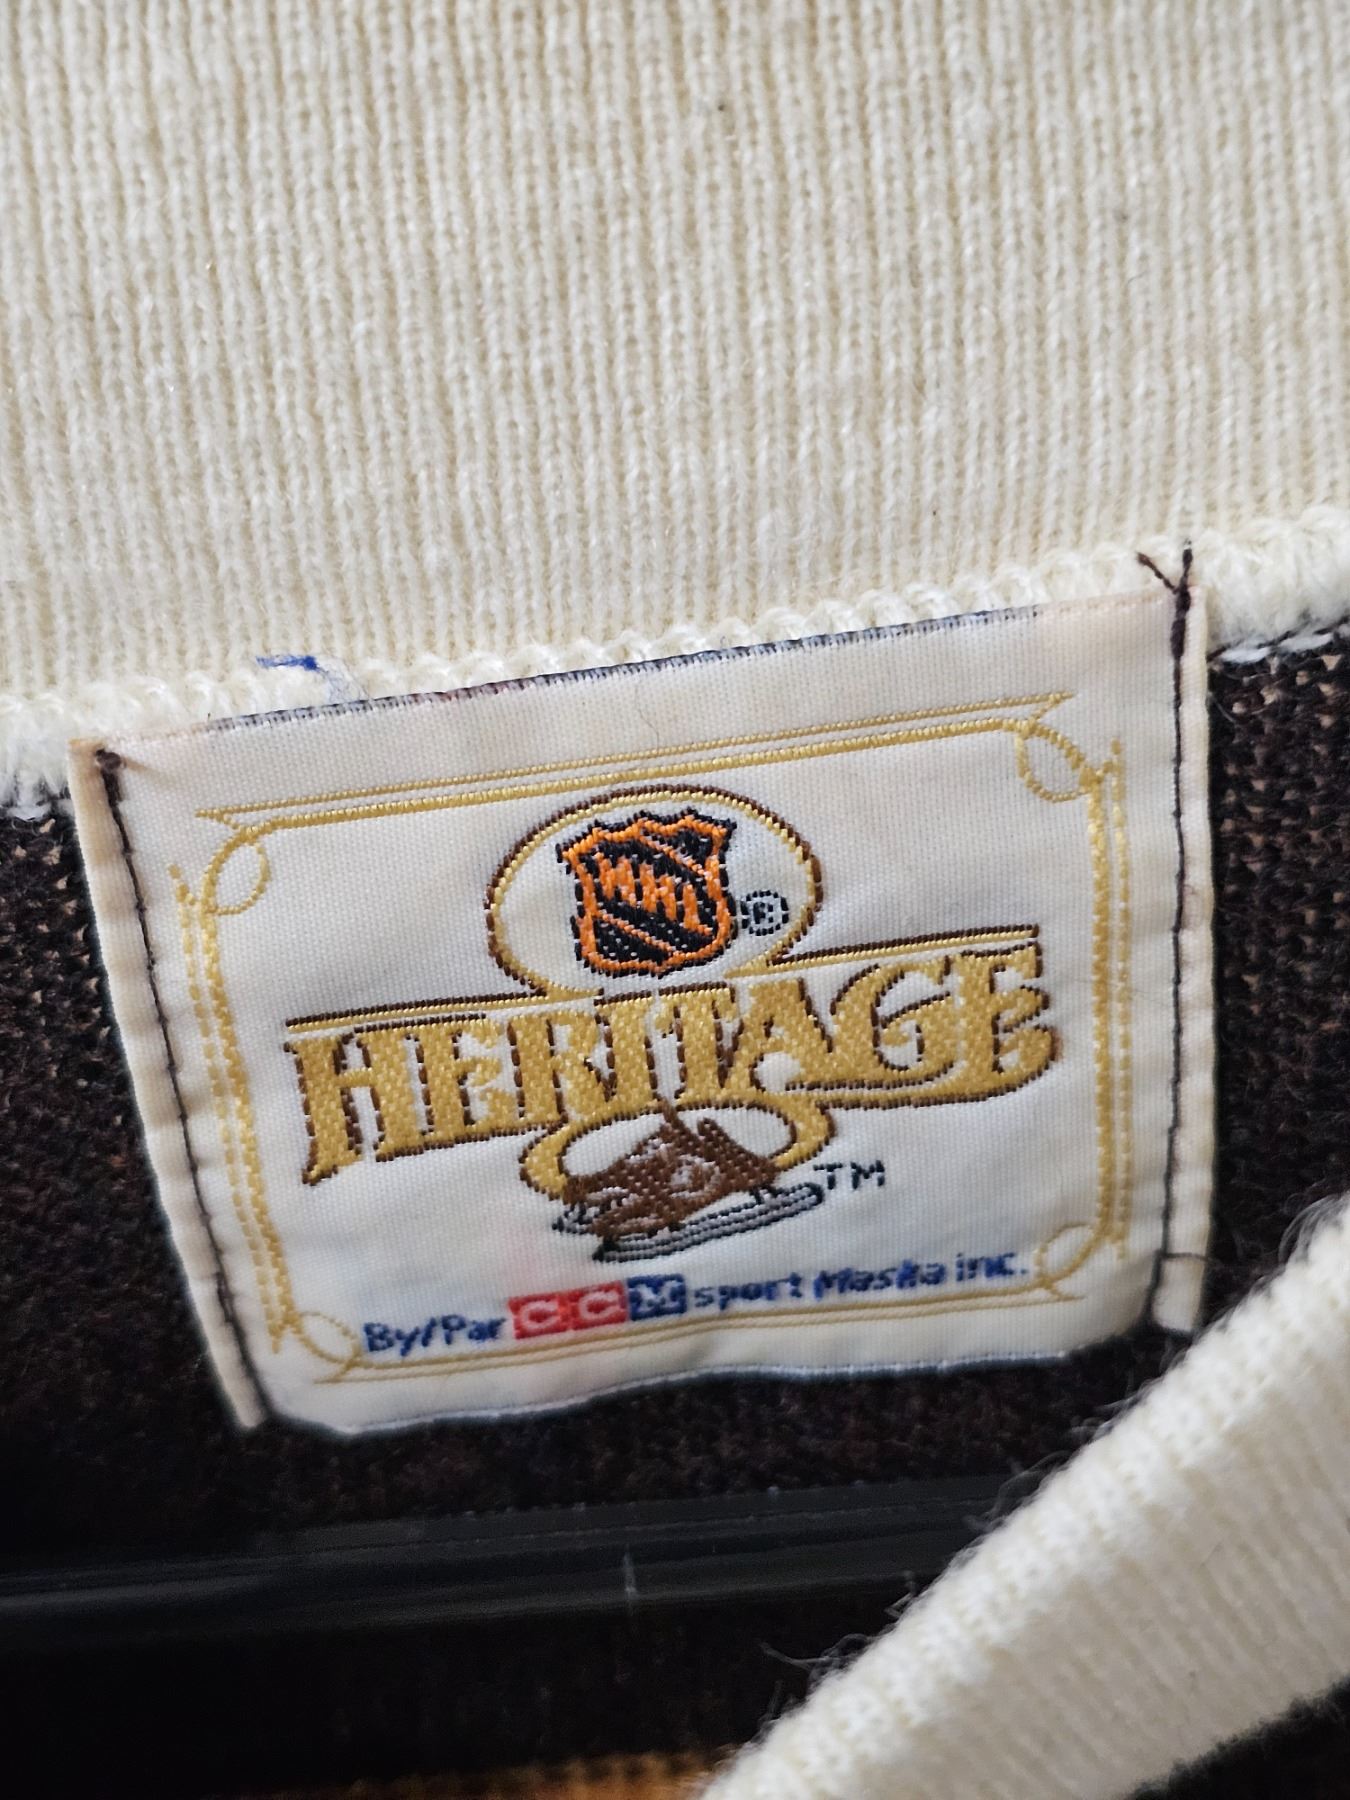 NHL
®
HERITAGE
TM
By/Par CCM sport Maska inc.